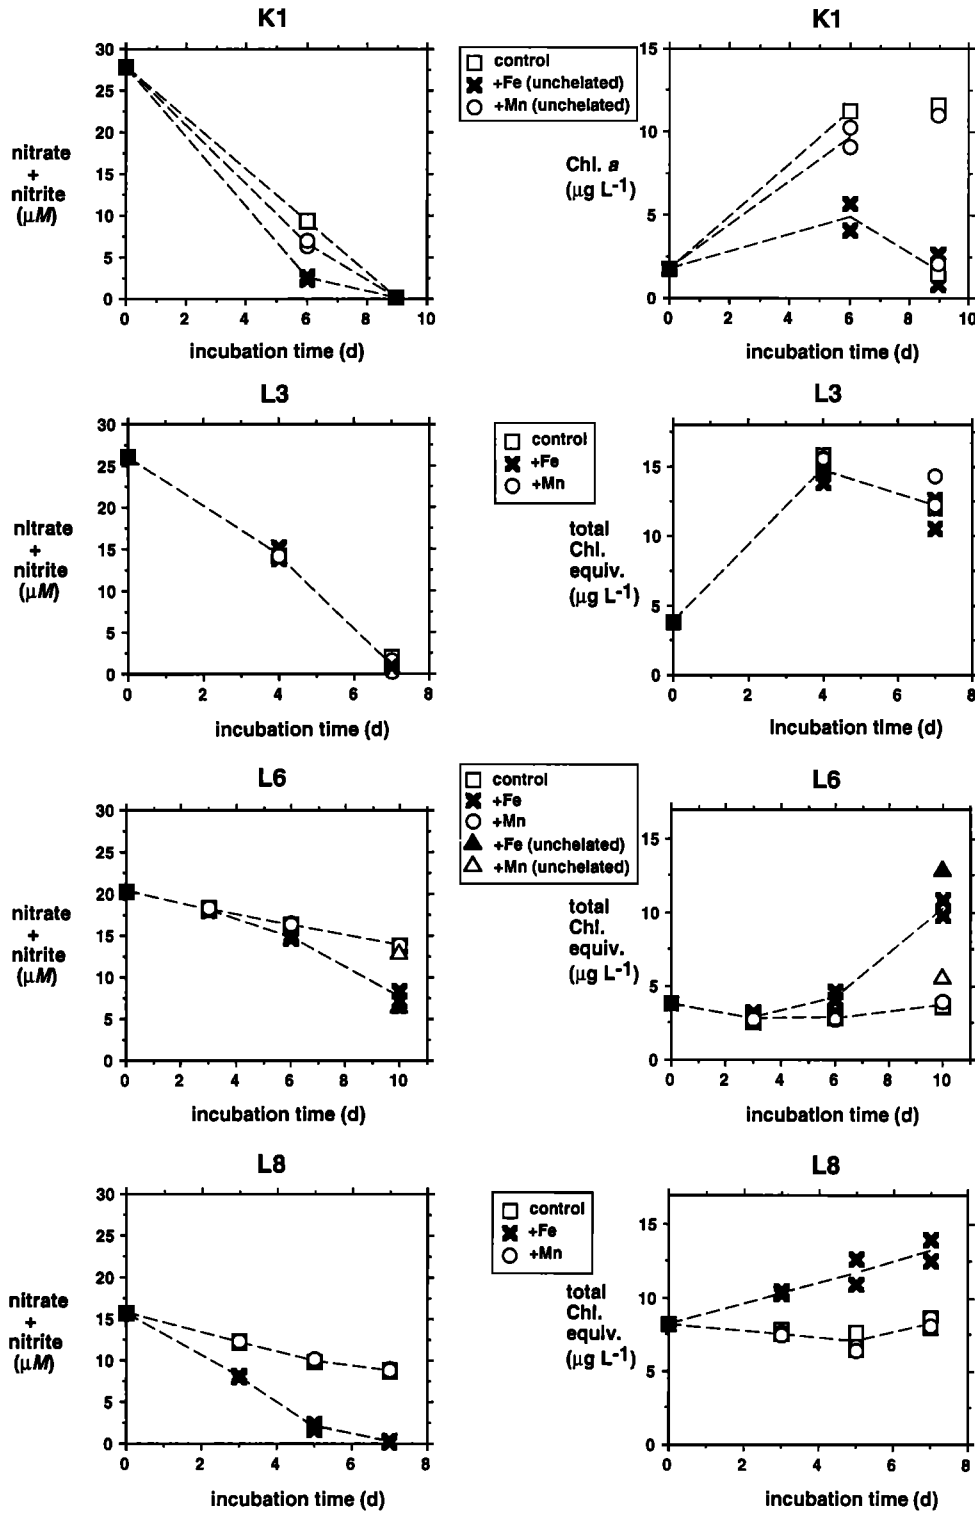 K1
K1
30
25
20
15
10
5
0
nitrate
+
nitrite
(µM)
0 2 4 6 8 10
incubation time (d)
control
+Fe (unchelated)
+Mn (unchelated)
15
10
5
0
Chl. a
(µg L-1)
0 2 4 6 8 10
incubation time (d)
L3
L3
30
25
20
15
10
5
0
nitrate
+
nitrite
(µM)
0 2 4 6 8
incubation time (d)
control
+Fe
+Mn
15
10
5
0
total
Chl.
equiv.
(µg L-1)
0 2 4 6 8
incubation time (d)
L6
L6
30
25
20
15
10
5
0
nitrate
+
nitrite
(µM)
0 2 4 6 8 10
incubation time (d)
control
+Fe
+Mn
+Fe (unchelated)
+Mn (unchelated)
15
10
5
0
total
Chl.
equiv.
(µg L-1)
0 2 4 6 8 10
incubation time (d)
L8
L8
30
25
20
15
10
5
0
nitrate
+
nitrite
(µM)
0 2 4 6 8
incubation time (d)
control
+Fe
+Mn
15
10
5
0
total
Chl.
equiv.
(µg L-1)
0 2 4 6 8
incubation time (d)